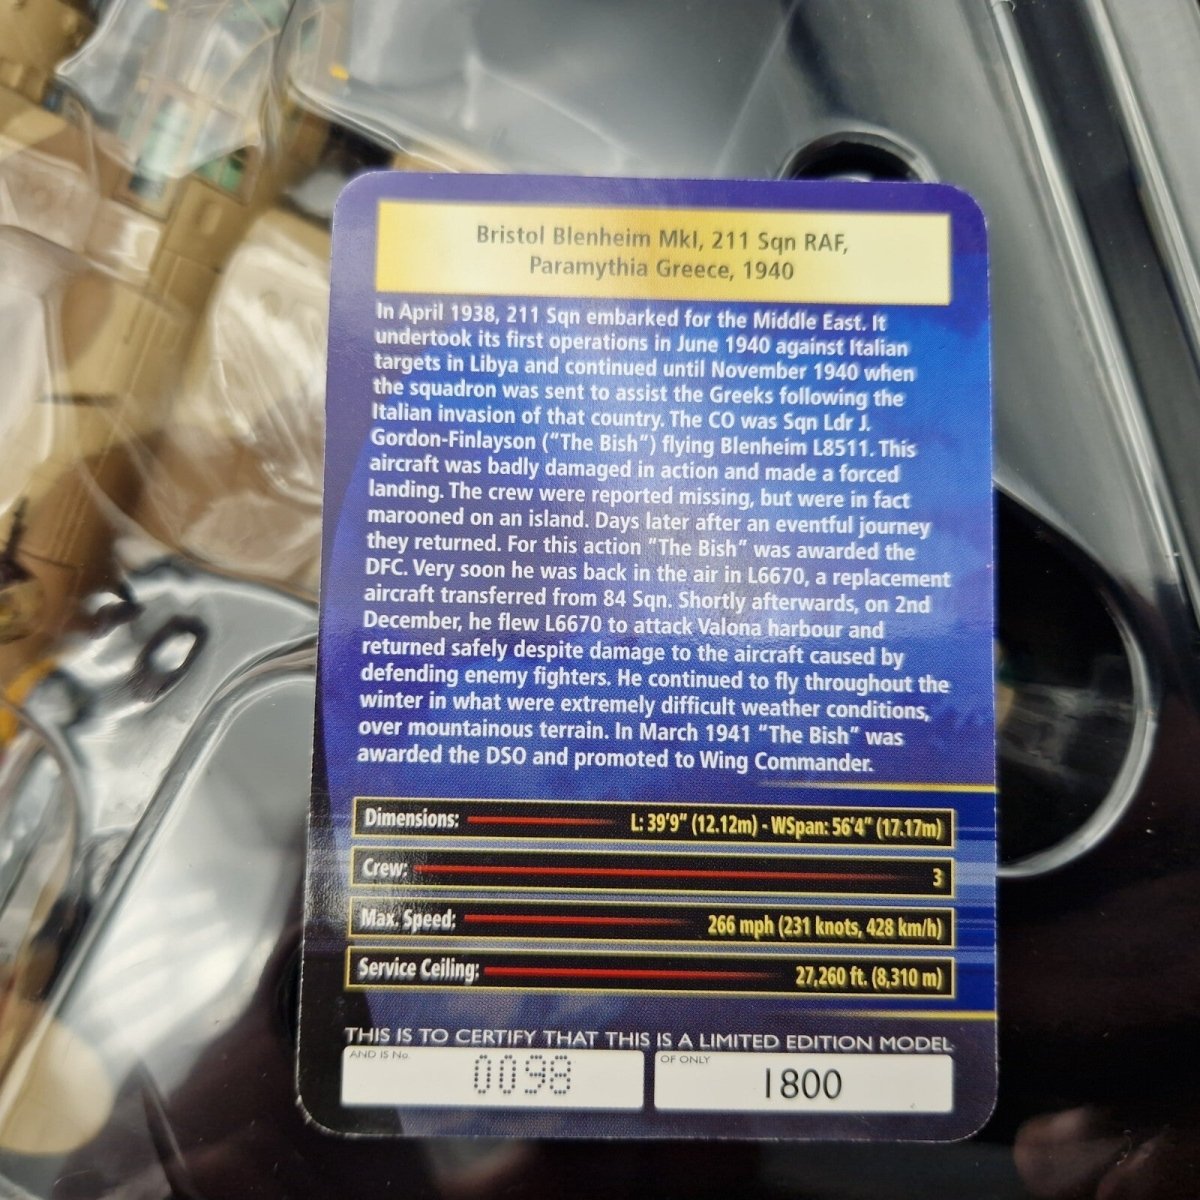 Bristol Blenheim MkI, 211 Sqn RAF,
Paramythia Greece, 1940
In April 1938, 211 Sqn embarked for the Middle East. It
undertook its first operations in June 1940 against Italian
targets in Libya and continued until November 1940 when
the squadron was sent to assist the Greeks following the
Italian invasion of that country. The CO was Sqn Ldr J.
Gordon-Finlayson (“The Bish”) flying Blenheim L8511. This
aircraft was badly damaged in action and made a forced
landing. The crew were reported missing, but were in fact
marooned on an island. Days later after an eventful journey
they returned. For this action “The Bish” was awarded the
DFC. Very soon he was back in the air in L6670, a replacement
aircraft transferred from 84 Sqn. Shortly afterwards, on 2nd
December, he flew L6670 to attack Valona harbour and
returned safely despite damage to the aircraft caused by
defending enemy fighters. He continued to fly throughout the
winter in what were extremely difficult weather conditions,
over mountainous terrain. In March 1941 “The Bish” was
awarded the DSO and promoted to Wing Commander.
Dimensions: L: 39’9” (12.12m) - WSpan: 56’4” (17.17m)
Crew: 3
Max. Speed: 266 mph (231 knots, 428 km/h)
Service Ceiling: 27,260 ft. (8,310 m)
THIS IS TO CERTIFY THAT THIS IS A LIMITED EDITION MODEL
AND IS No. 0098 OF ONLY 1800